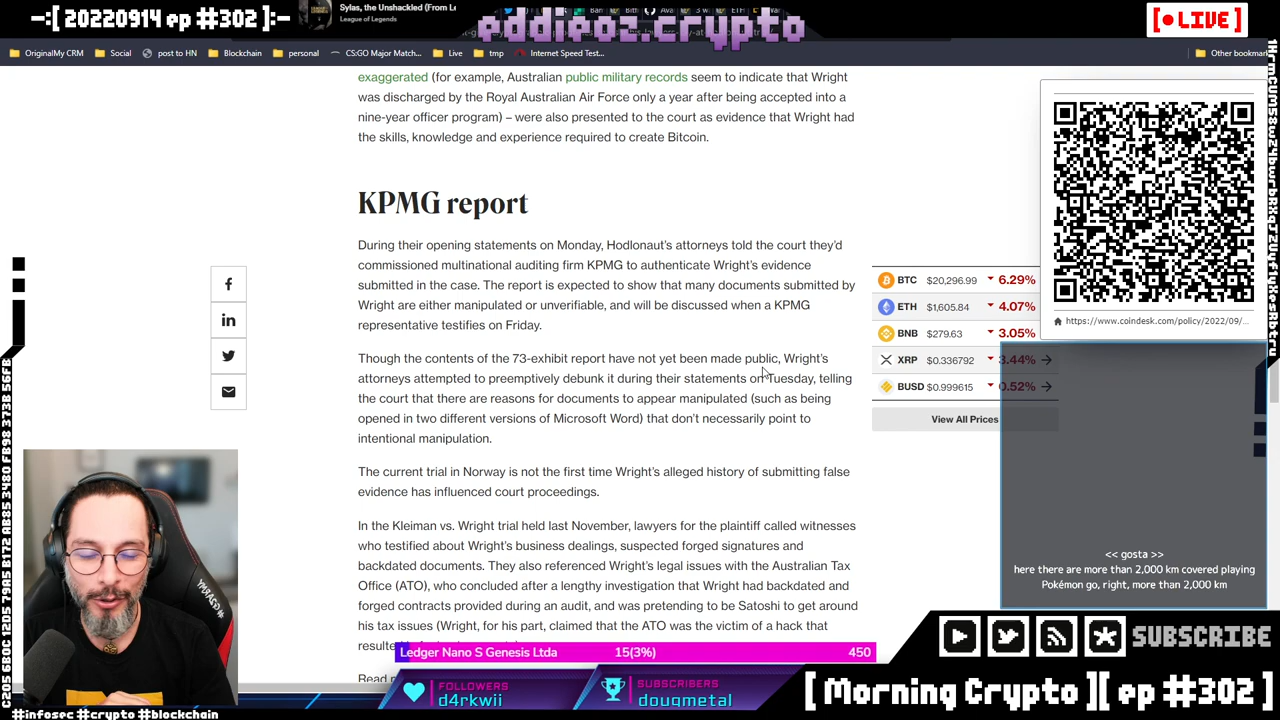 -:[ 20220914 ep #302 ]:-
Sylas, the Unshackled (From Le
League of Legends
eddieoz.crypto
[● LIVE]
OriginalMy CRM
Social
post to HN
Blockchain
personal
CS:GO Major Match...
Live
tmp
Internet Speed Test...
Other bookmar
exaggerated (for example, Australian public military records seem to indicate that Wright
was discharged by the Royal Australian Air Force only a year after being accepted into a
nine-year officer program) – were also presented to the court as evidence that Wright had
the skills, knowledge and experience required to create Bitcoin.
KPMG report
During their opening statements on Monday, Hodlonaut's attorneys told the court they'd
commissioned multinational auditing firm KPMG to authenticate Wright's evidence
submitted in the case. The report is expected to show that many documents submitted by
Wright are either manipulated or unverifiable, and will be discussed when a KPMG
representative testifies on Friday.
Though the contents of the 73-exhibit report have not yet been made public, Wright's
attorneys attempted to preemptively debunk it during their statements on Tuesday, telling
the court that there are reasons for documents to appear manipulated (such as being
opened in two different versions of Microsoft Word) that don't necessarily point to
intentional manipulation.
The current trial in Norway is not the first time Wright's alleged history of submitting false
evidence has influenced court proceedings.
In the Kleiman vs. Wright trial held last November, lawyers for the plaintiff called witnesses
who testified about Wright's business dealings, suspected forged signatures and
backdated documents. They also referenced Wright's legal issues with the Australian Tax
Office (ATO), who concluded after a lengthy investigation that Wright had backdated and
forged contracts provided during an audit, and was pretending to be Satoshi to get around
his tax issues (Wright, for his part, claimed that the ATO was the victim of a hack that
BTC $20,296.99 6.29%
ETH $1,605.84 4.07%
BNB $279.63 3.05%
XRP $0.336792 3.44%
BUSD $0.999615 0.52%
View All Prices
https://www.coindesk.com/policy/2022/09/...
<< gosta >>
here there are more than 2,000 km covered playing
Pokémon go, right, more than 2,000 km
Ledger Nano S Genesis Ltda 15(3%) 450
FOLLOWERS
d4rkwii
SUBSCRIBERS
dougmetal
SUBSCRIBE
[ Morning Crypto ][ ep #302 ]
#infosec #crypto #blockchain